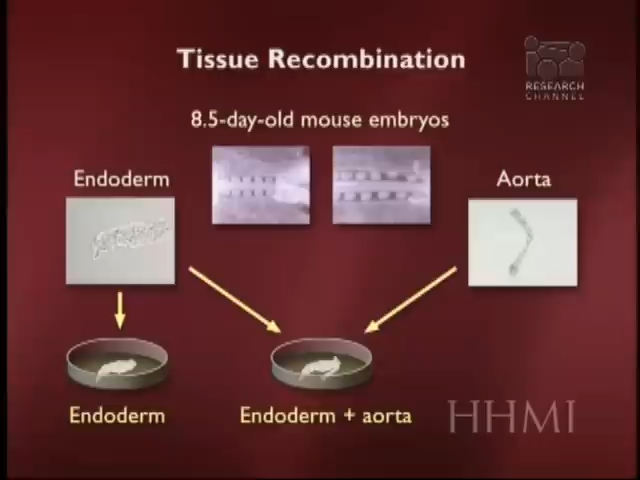 Tissue Recombination
RESEARCH
CHANNEL
8.5-day-old mouse embryos
Endoderm
Aorta
Endoderm
Endoderm + aorta
HHMI